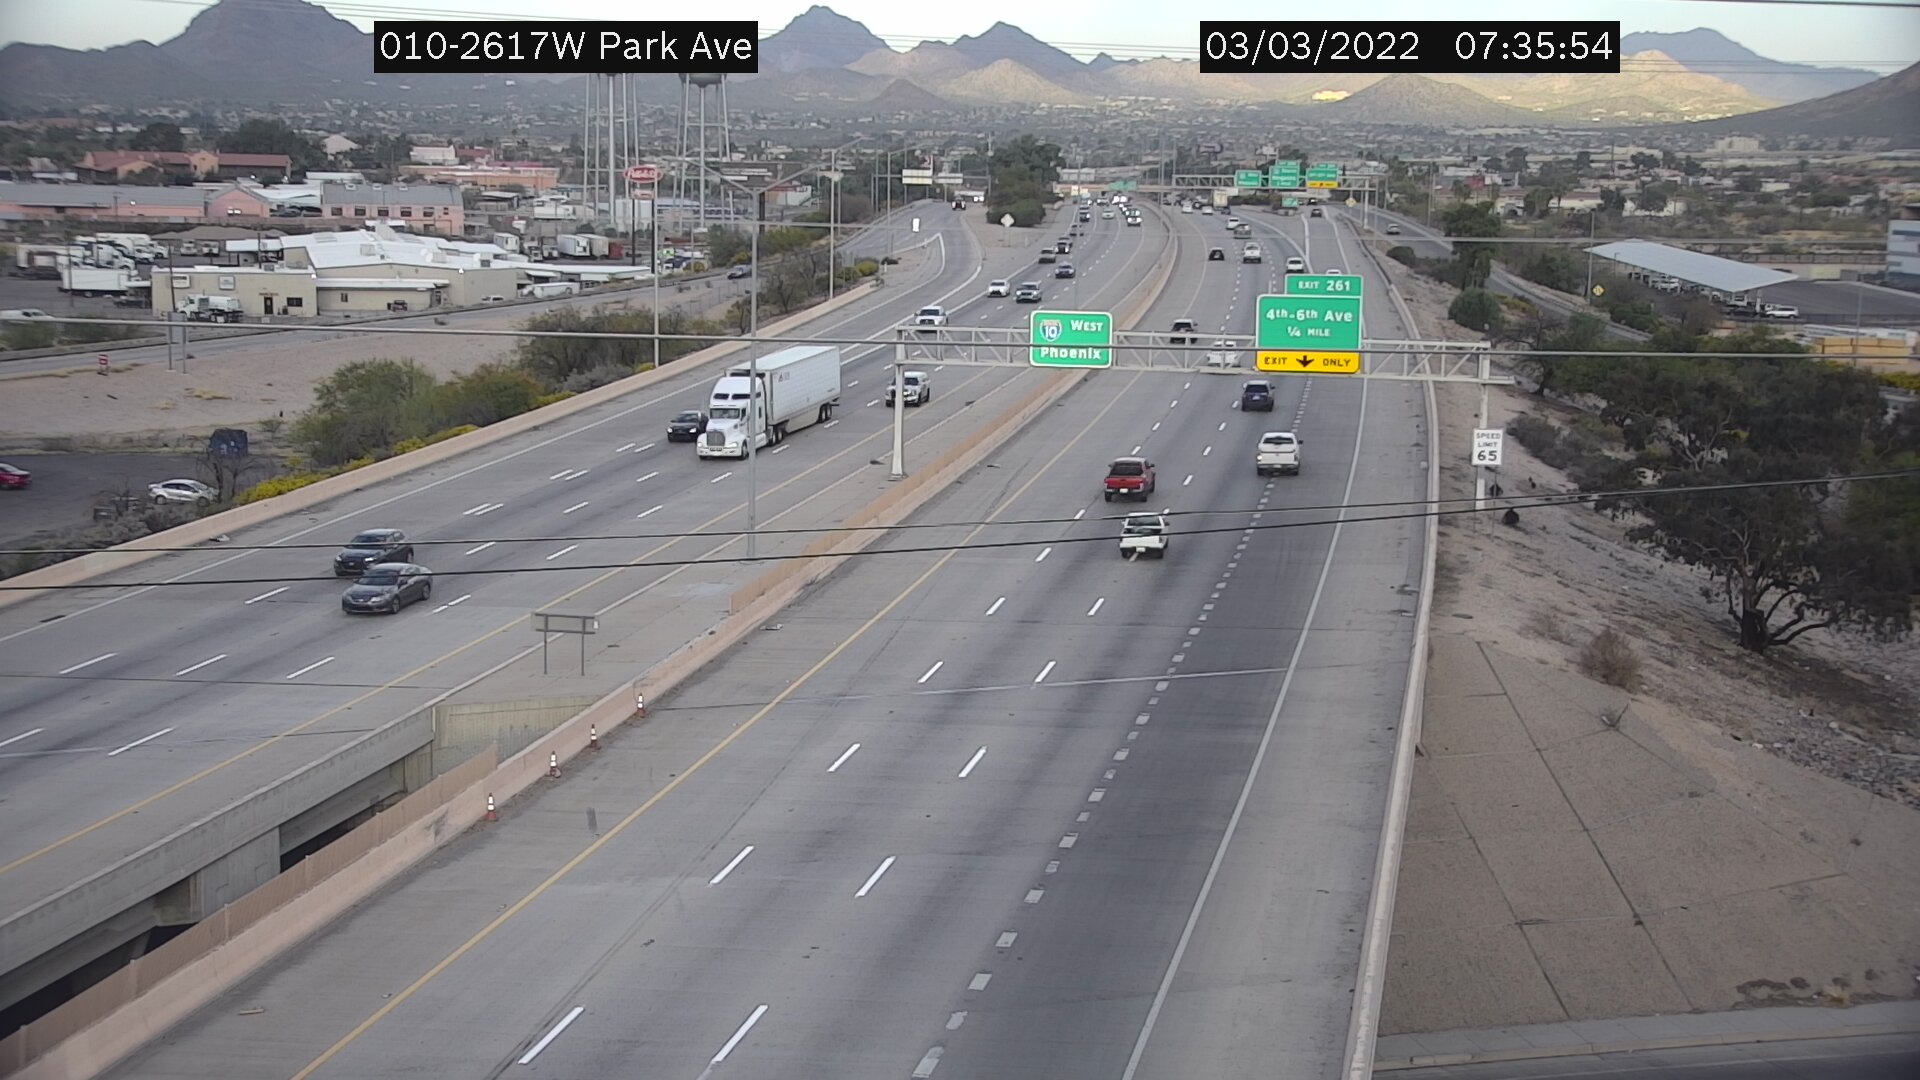 010-2617W Park Ave
03/03/2022 07:35:54
EXIT 261
4th-6th Ave
1/4 MILE
EXIT ONLY
10 WEST
Phoenix
SPEED
LIMIT
65